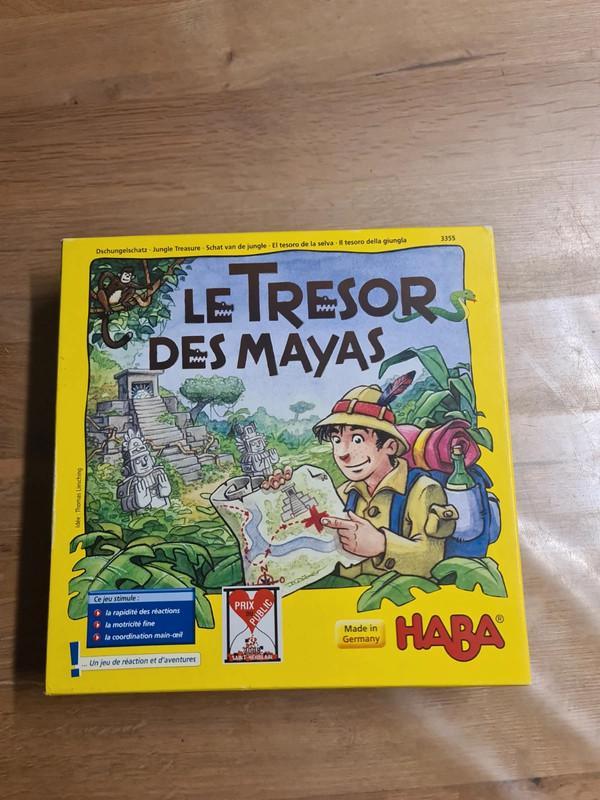 Dschungelschatz · Jungle Treasure · Schat van de jungle · El tesoro de la selva · Il tesoro della giungla
3355
LE TRESOR
DES MAYAS
Idée : Thomas Liesching
Ce jeu stimule :
la rapidité des réactions
la motricité fine
la coordination main-œil
! ... Un jeu de réaction et d'aventures
PRIX
PUBLIC
SAINT-HERBLAIN
Made in
Germany
HABA®